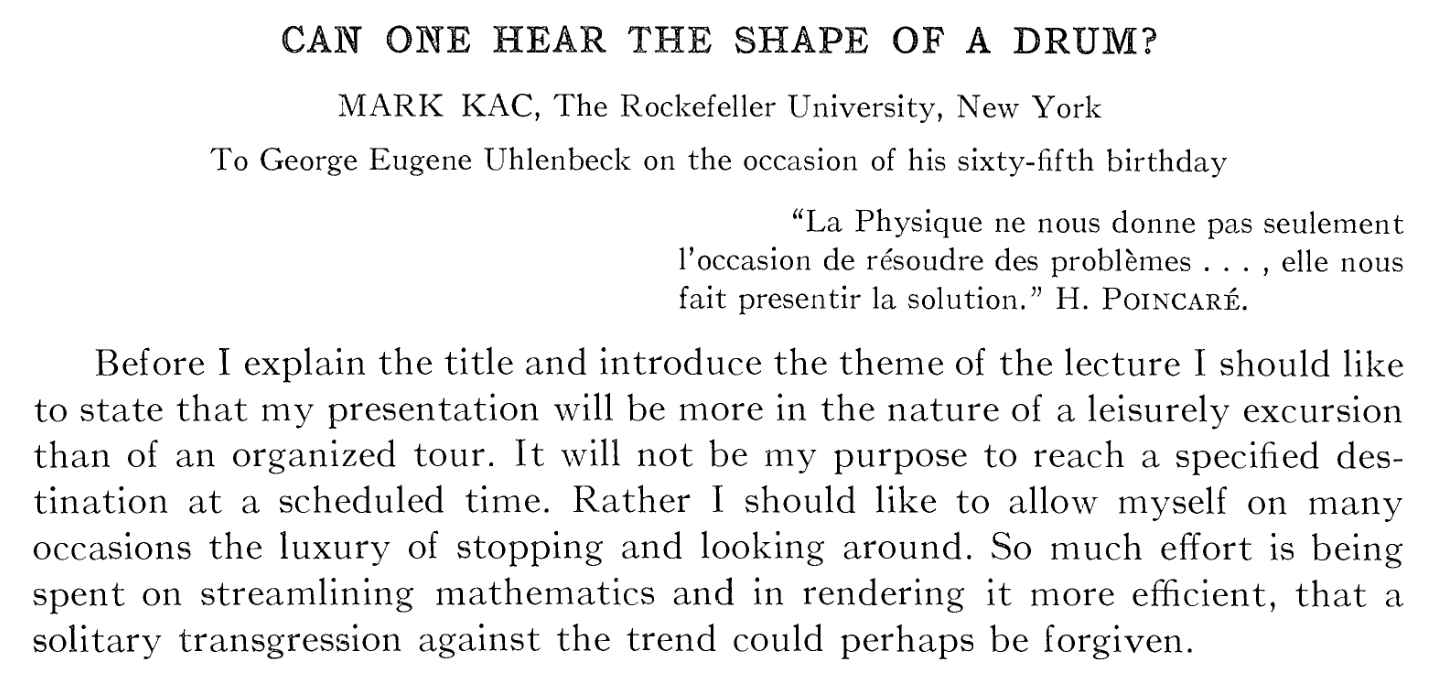 CAN ONE HEAR THE SHAPE OF A DRUM?
MARK KAC, The Rockefeller University, New York
To George Eugene Uhlenbeck on the occasion of his sixty-fifth birthday
“La Physique ne nous donne pas seulement
l’occasion de résoudre des problèmes . . . , elle nous
fait presentir la solution.” H. POINCARÉ.
Before I explain the title and introduce the theme of the lecture I should like
to state that my presentation will be more in the nature of a leisurely excursion
than of an organized tour. It will not be my purpose to reach a specified des-
tination at a scheduled time. Rather I should like to allow myself on many
occasions the luxury of stopping and looking around. So much effort is being
spent on streamlining mathematics and in rendering it more efficient, that a
solitary transgression against the trend could perhaps be forgiven.